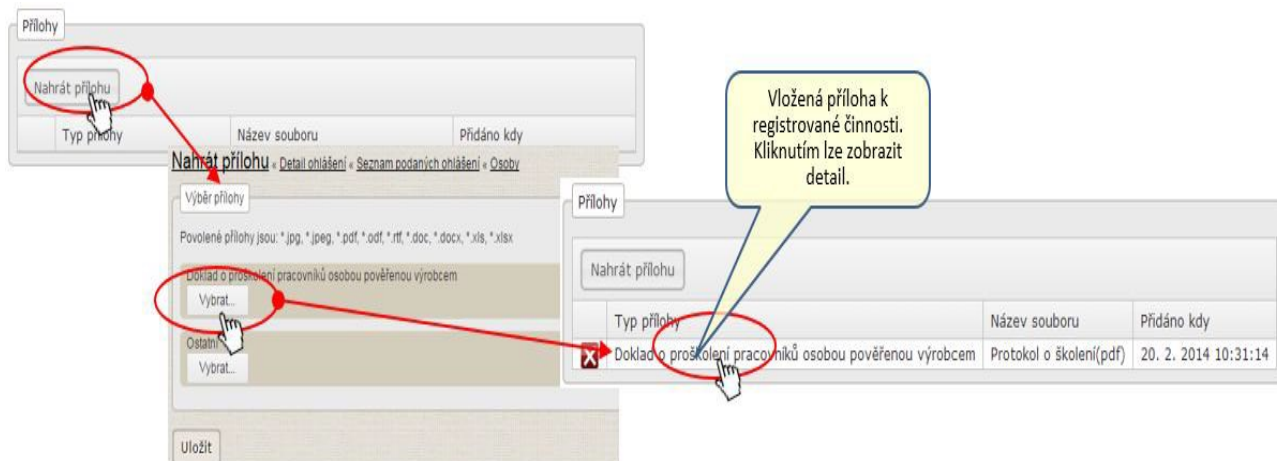 Přílohy
Nahrát přílohu
Typ přílohy Název souboru Přidáno kdy
Nahrát přílohu « Detail ohlášení « Seznam podaných ohlášení « Osoby
Výběr přílohy
Povolené přílohy jsou: *.jpg, *.jpeg, *.pdf, *.odf, *.rtf, *.doc, *.docx, *.xls, *.xlsx
Doklad o proškolení pracovníků osobou pověřenou výrobcem
Vybrat...
Ostatní
Vybrat...
Uložit
Vložená příloha k
registrované činnosti.
Kliknutím lze zobrazit
detail.
Přílohy
Nahrát přílohu
Typ přílohy Název souboru Přidáno kdy
Doklad o proškolení pracovníků osobou pověřenou výrobcem Protokol o školení(pdf) 20. 2. 2014 10:31:14